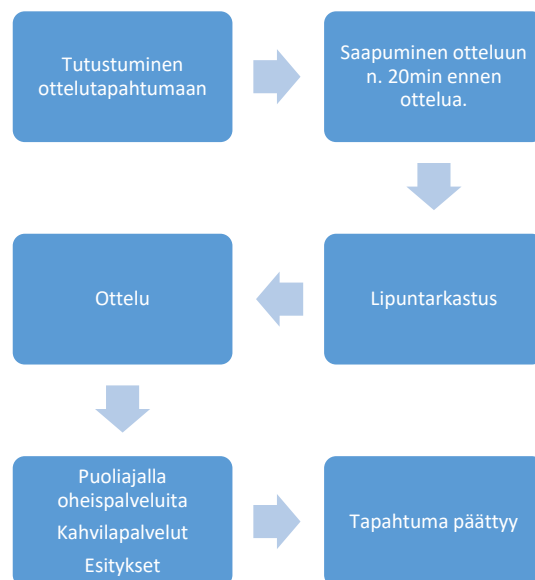 Tutustuminen
ottelutapahtumaan
Saapuminen otteluun
n. 20min ennen
ottelua.
Lipuntarkastus
Ottelu
Puoliajalla
oheispalveluita
Kahvilapalvelut
Esitykset
Tapahtuma päättyy